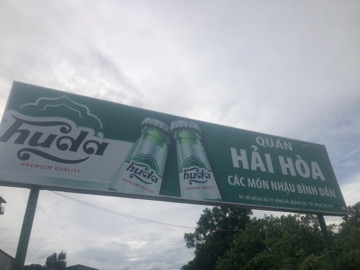 huda
PREMIUM QUALITY
huda
huda
QUÁN
HẢI HÒA
CÁC MÓN NHẬU BÌNH DÂN